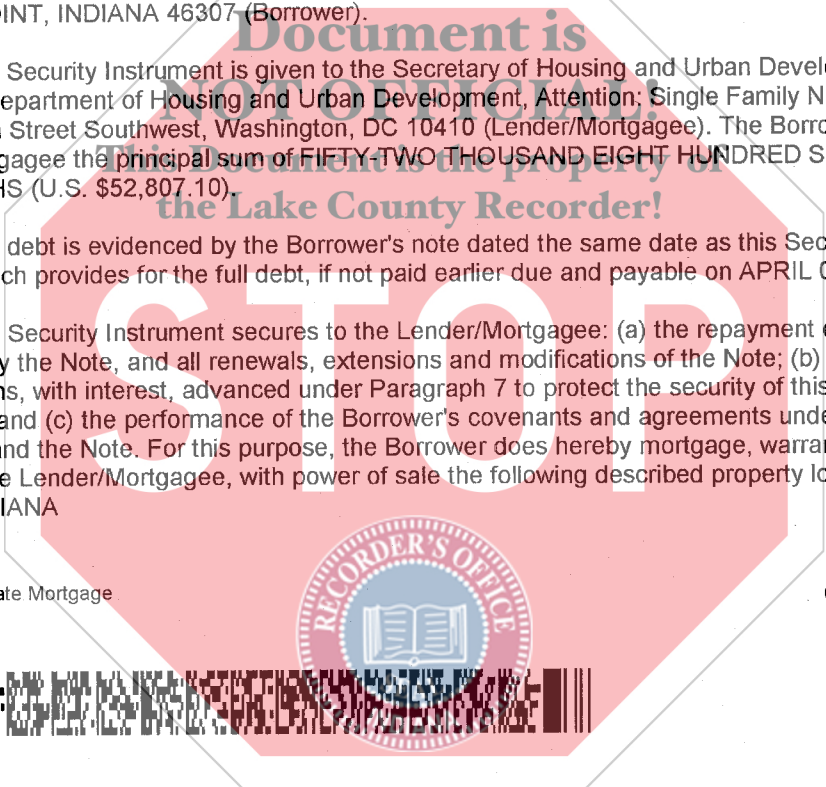 OINT, INDIANA 46307 (Borrower).
Document is
Security Instrument is given to the Secretary of Housing and Urban Devel
epartment of Housing and Urban Development, Attention: Single Family N
NOT OFFICIAL!
Street Southwest, Washington, DC 10410 (Lender/Mortgagee). The Borro
gagee the principal sum of FIFTY-TWO THOUSAND EIGHT HUNDRED S
This Document is the property of
HS (U.S. $52,807.10).
the Lake County Recorder!
debt is evidenced by the Borrower's note dated the same date as this Sec
ch provides for the full debt, if not paid earlier due and payable on APRIL 0
STOP
Security Instrument secures to the Lender/Mortgagee: (a) the repayment o
y the Note, and all renewals, extensions and modifications of the Note; (b)
ns, with interest, advanced under Paragraph 7 to protect the security of this
and (c) the performance of the Borrower's covenants and agreements unde
nd the Note. For this purpose, the Borrower does hereby mortgage, warran
e Lender/Mortgagee, with power of sale the following described property lo
IANA
RECORDER'S OFFICE
ate Mortgage
INDIANA